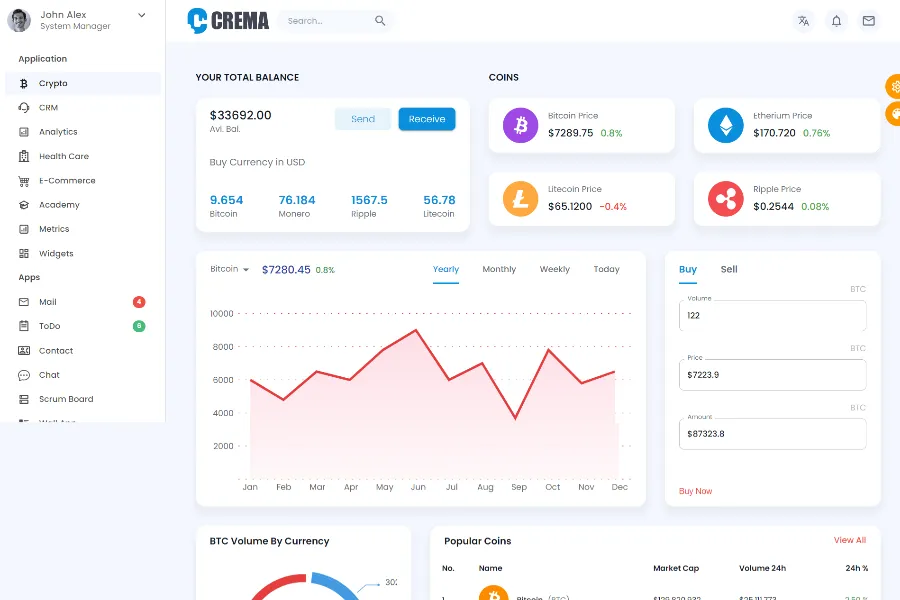 John Alex
System Manager
CREMA
Search...
Application
Crypto
CRM
Analytics
Health Care
E-Commerce
Academy
Metrics
Widgets
Apps
Mail 4
ToDo 6
Contact
Chat
Scrum Board
YOUR TOTAL BALANCE
$33692.00
Avl. Bal.
Send
Receive
Buy Currency in USD
9.654 76.184 1567.5 56.78
Bitcoin Monero Ripple Litecoin
COINS
Bitcoin Price
$7289.75 0.8%
Etherium Price
$170.720 0.76%
Litecoin Price
$65.1200 -0.4%
Ripple Price
$0.2544 0.08%
Bitcoin $7280.45 0.8%
Yearly Monthly Weekly Today
10000
8000
6000
4000
2000
Jan Feb Mar Apr May Jun Jul Aug Sep Oct Nov Dec
Buy Sell
BTC
Volume
122
BTC
Price
$7223.9
BTC
Amount
$87323.8
Buy Now
BTC Volume By Currency
Popular Coins
View All
No. Name Market Cap Volume 24h 24h %
Bitcoin (BTC)